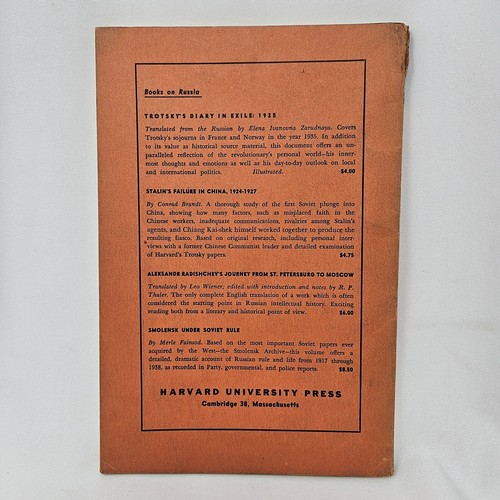 Books on Russia
TROTSKY'S DIARY IN EXILE: 1935
Translated from the Russian by Elena Ivanovna Zarudnaya. Covers
Trotsky's sojourns in France and Norway in the year 1935. In addition
to its value as historical source material, this document offers an un-
paralleled reflection of the revolutionary's personal world—his inner-
most thoughts and emotions as well as his day-to-day outlook on local
and international politics. Illustrated. $4.00
STALIN'S FAILURE IN CHINA, 1924-1927
By Conrad Brandt. A thorough study of the first Soviet plunge into
China, showing how many factors, such as misplaced faith in the
Chinese workers, inadequate communications, rivalries among Stalin's
agents, and Chiang Kai-shek himself worked together to produce the
resulting fiasco. Based on original research, including personal inter-
views with a former Chinese Communist leader and detailed examination
of Harvard's Trotsky papers. $4.75
ALEKSANDR RADISHCHEV'S JOURNEY FROM ST. PETERSBURG TO MOSCOW
Translated by Leo Wiener; edited with introduction and notes by R. P.
Thaler. The only complete English translation of a work which is often
considered the starting point in Russian intellectual history. Exciting
reading both from a literary and historical point of view. $6.00
SMOLENSK UNDER SOVIET RULE
By Merle Fainsod. Based on the most important Soviet papers ever
acquired by the West—the Smolensk Archive—this volume offers a
detailed, dramatic account of Russian rule and life from 1917 through
1938, as recorded in Party, governmental, and police reports. $8.50
HARVARD UNIVERSITY PRESS
Cambridge 38, Massachusetts